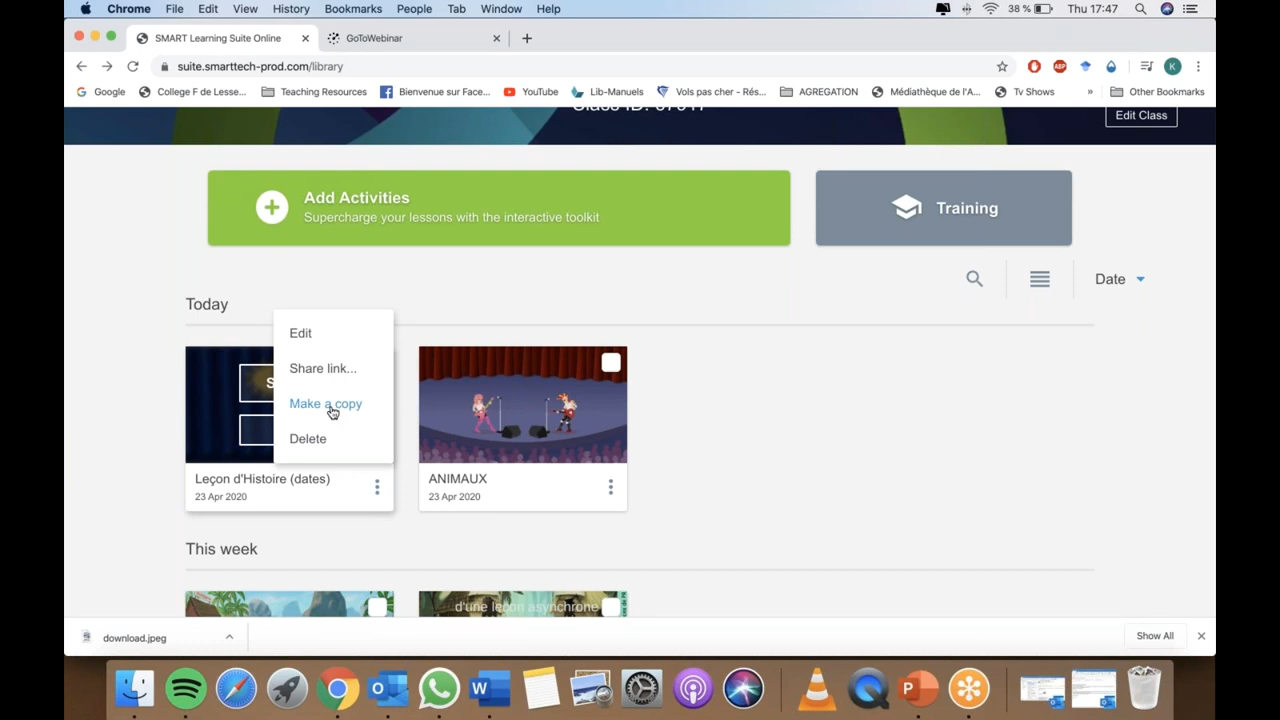 Chrome File Edit View History Bookmarks People Tab Window Help 38 % Thu 17:47
SMART Learning Suite Online GoToWebinar
suite.smarttech-prod.com/library K
Google College F de Lesse... Teaching Resources Bienvenue sur Face... YouTube Lib-Manuels Vols pas cher - Rés... AGREGATION Médiathèque de l'A... Tv Shows » Other Bookmarks
ABP
Edit Class
Add Activities
Supercharge your lessons with the interactive toolkit
Training
Date
Today
Edit
Share link...
Make a copy
Delete
Leçon d'Histoire (dates)
23 Apr 2020
ANIMAUX
23 Apr 2020
This week
d'une leçon asynchrone
download.jpeg
Show All